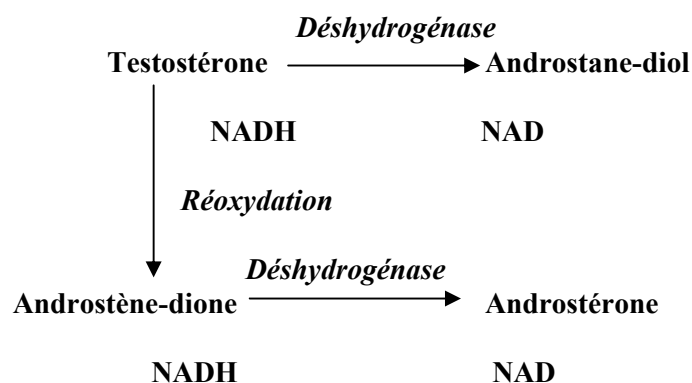 Déshydrogénase
Testostérone Androstane-diol
NADH NAD
Réoxydation
Déshydrogénase
Androstène-dione Androstérone
NADH NAD